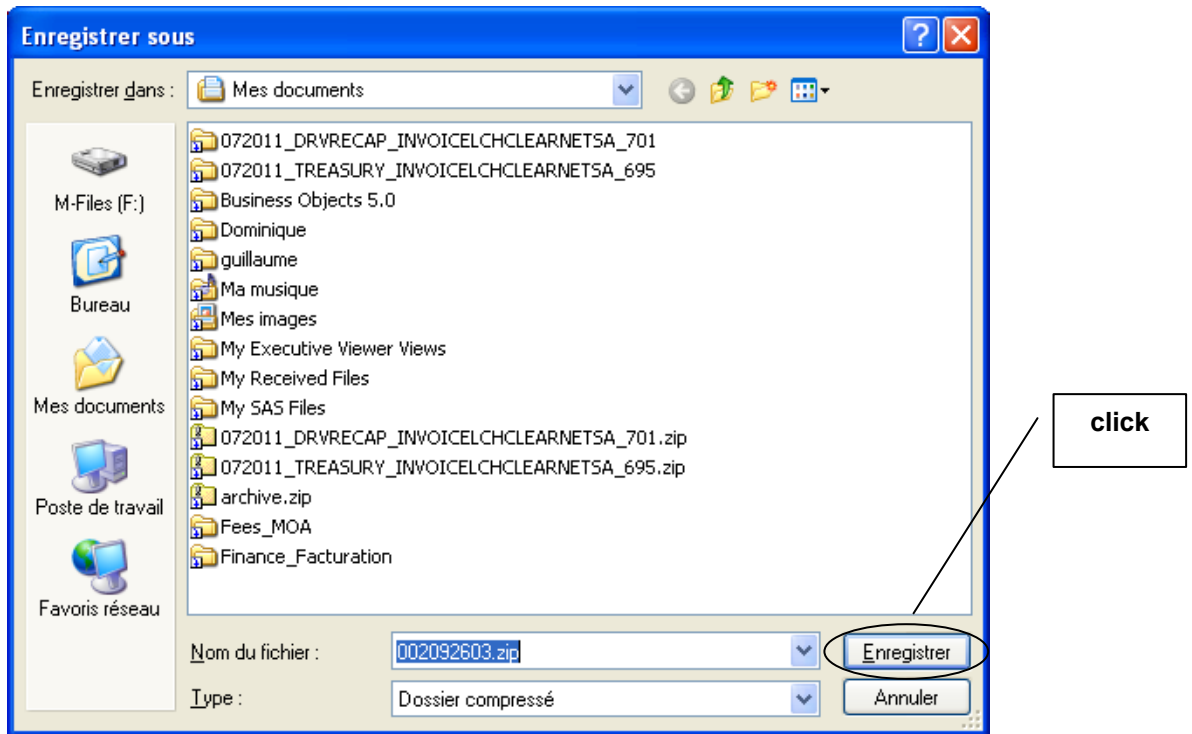 Enregistrer sous
Enregistrer dans :
Mes documents
M-Files (F:)
Bureau
Mes documents
Poste de travail
Favoris réseau
072011_DRVRECAP_INVOICELCHCLEARNETSA_701
072011_TREASURY_INVOICELCHCLEARNETSA_695
Business Objects 5.0
Dominique
guillaume
Ma musique
Mes images
My Executive Viewer Views
My Received Files
My SAS Files
072011_DRVRECAP_INVOICELCHCLEARNETSA_701.zip
072011_TREASURY_INVOICELCHCLEARNETSA_695.zip
archive.zip
Fees_MOA
Finance_Facturation
Nom du fichier :
002092603.zip
Enregistrer
Type :
Dossier compressé
Annuler
click